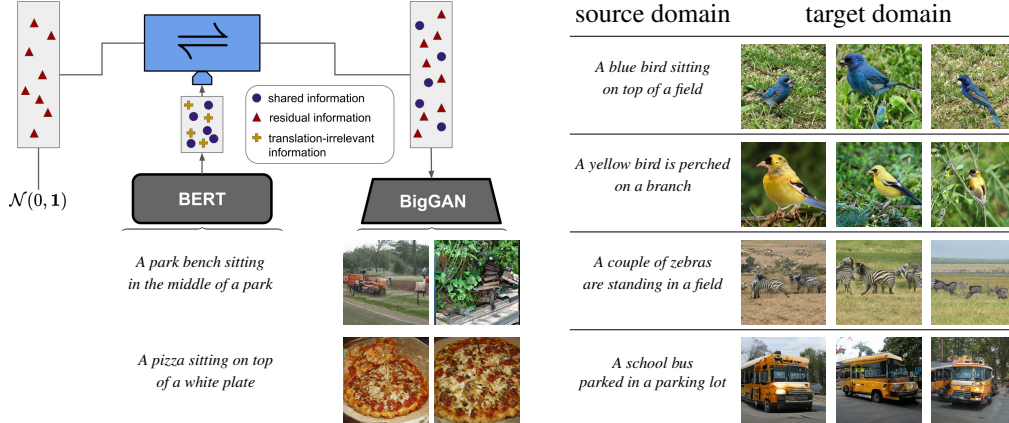 shared information
residual information
translation-irrelevant
information
𝒩(0, 1)
BERT
BigGAN
A park bench sitting
in the middle of a park
A pizza sitting on top
of a white plate
source domain
target domain
A blue bird sitting
on top of a field
A yellow bird is perched
on a branch
A couple of zebras
are standing in a field
A school bus
parked in a parking lot